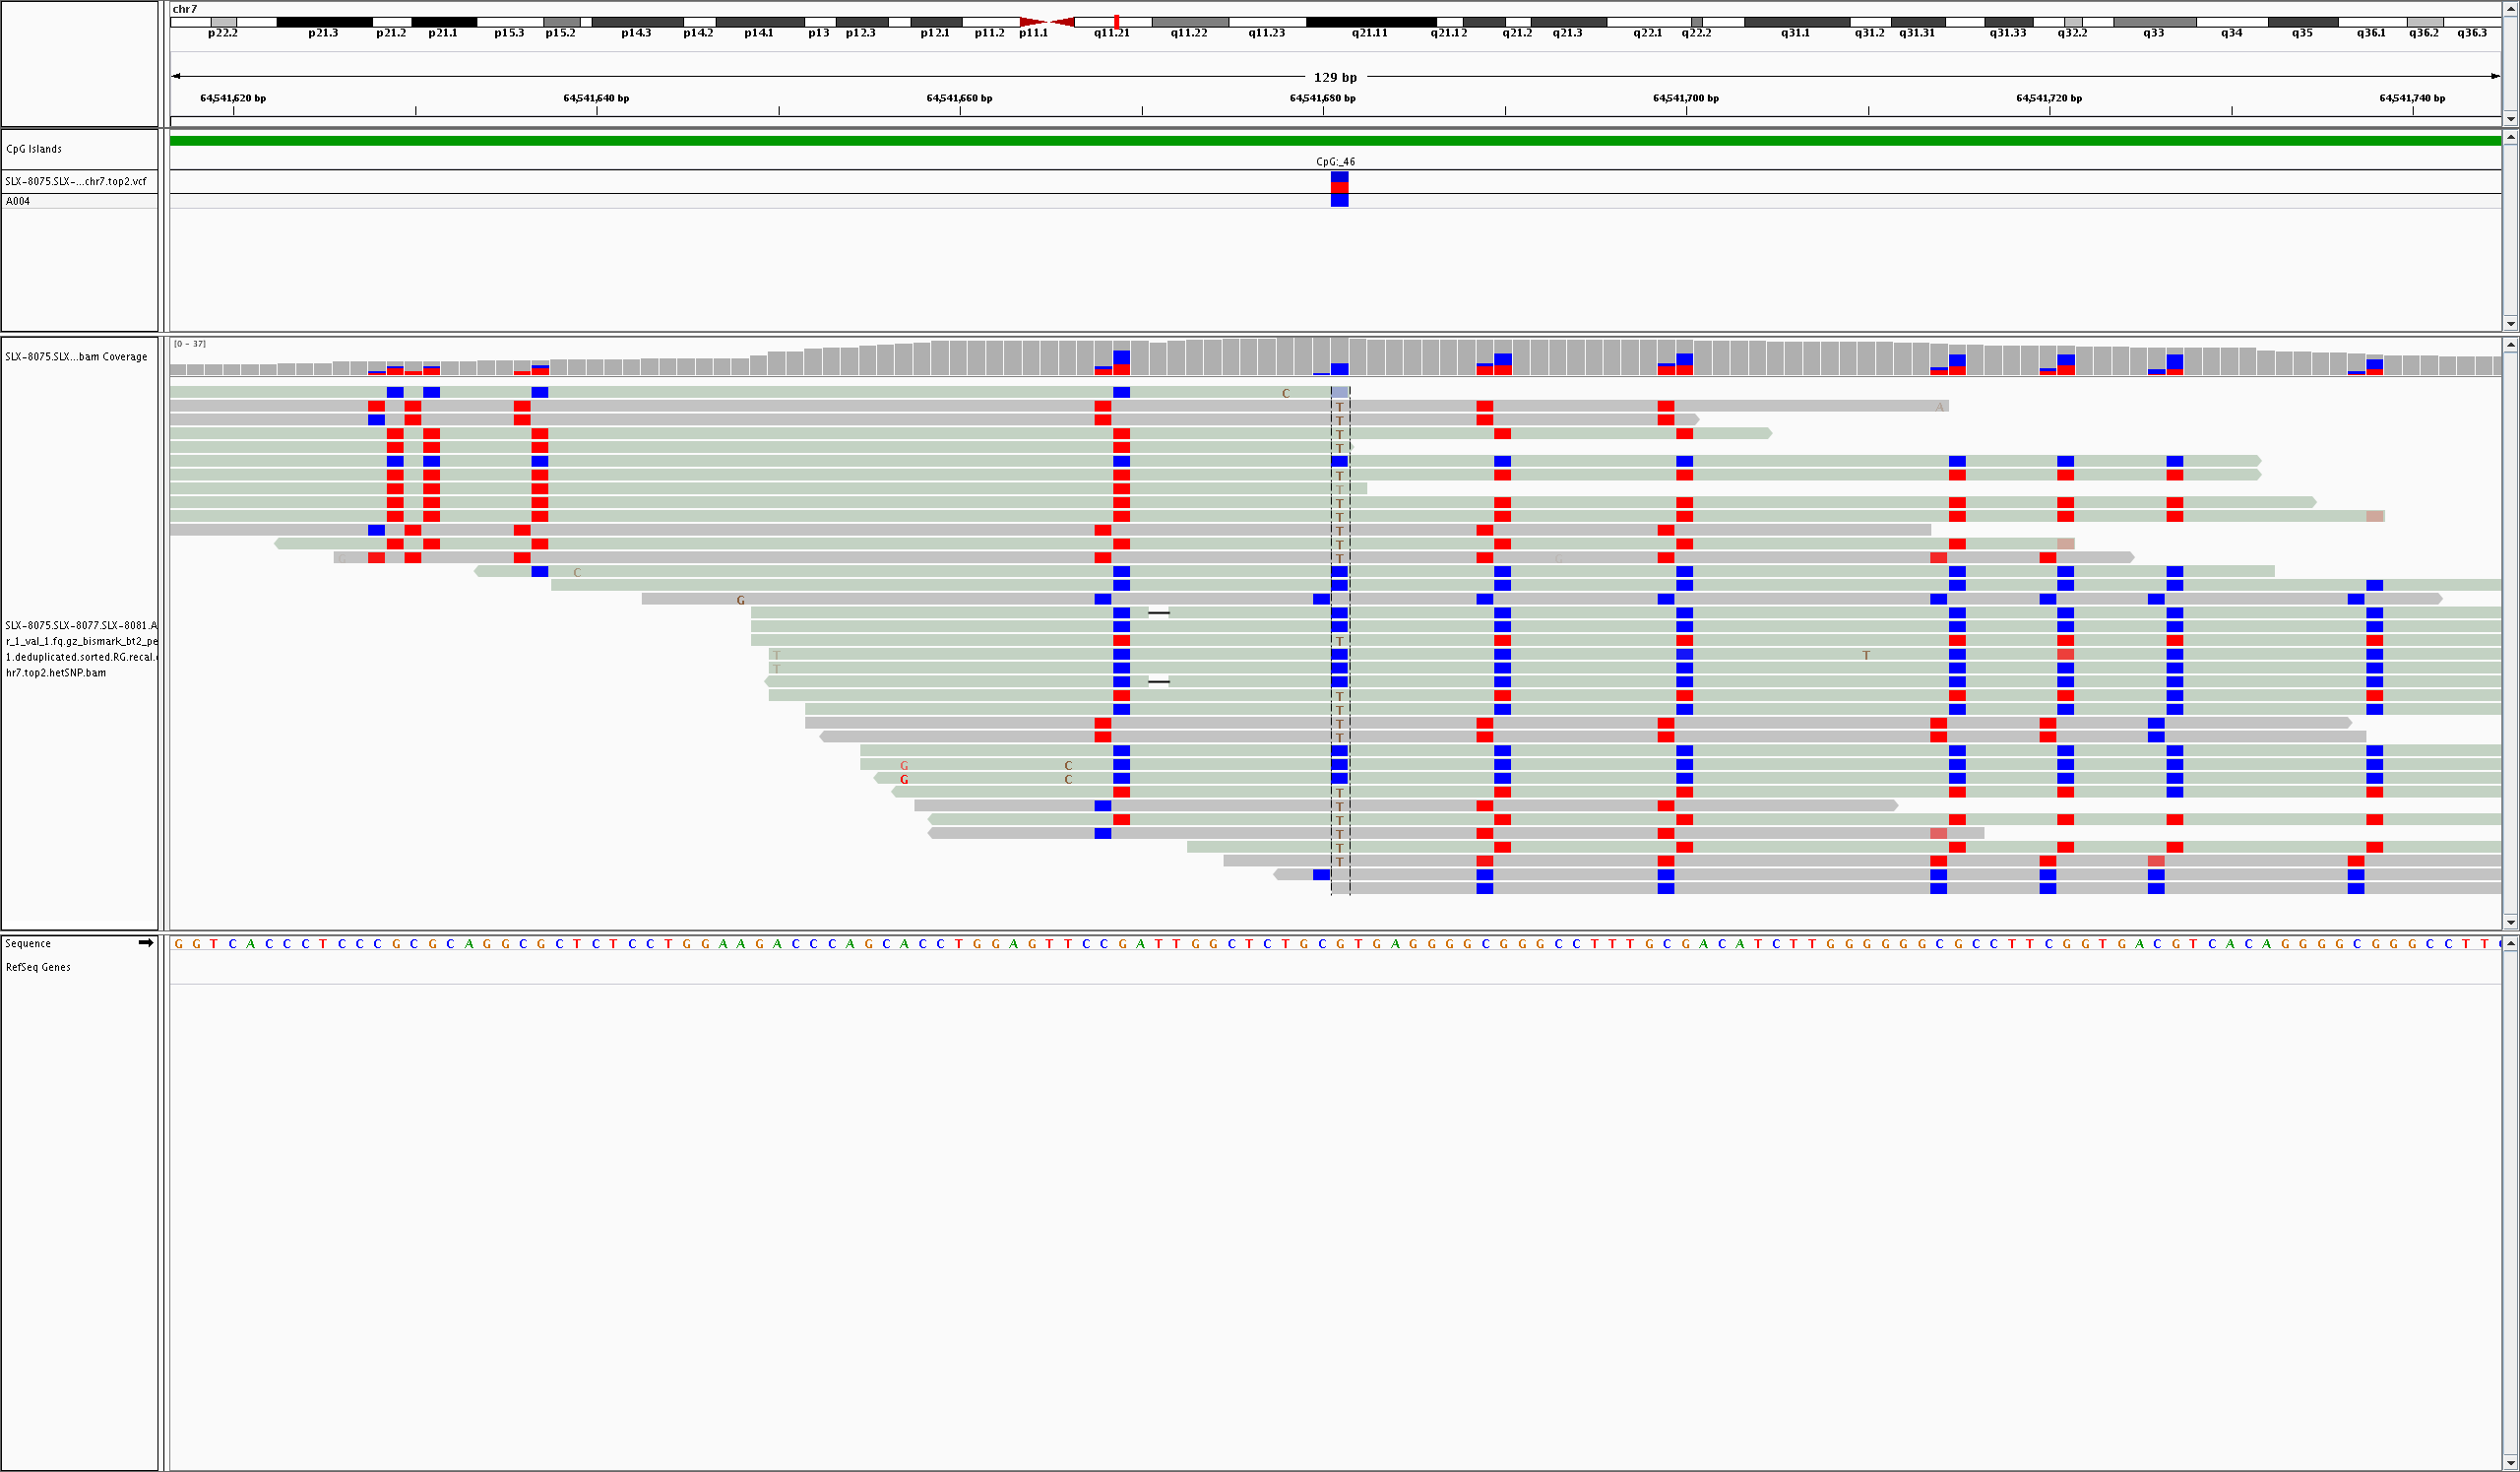 chr7
p22.2 p21.3 p21.2 p21.1 p15.3 p15.2 p14.3 p14.2 p14.1 p13 p12.3 p12.1 p11.2 p11.1 q11.21 q11.22 q11.23 q21.11 q21.12 q21.2 q21.3 q22.1 q22.2 q31.1 q31.2 q31.31 q31.33 q32.2 q33 q34 q35 q36.1 q36.2 q36.3
129 bp
64,541,620 bp 64,541,640 bp 64,541,660 bp 64,541,680 bp 64,541,700 bp 64,541,720 bp 64,541,740 bp
CpG Islands
CpG:_46
SLX-8075.SLX-...chr7.top2.vcf
A004
[0 - 37]
SLX-8075.SLX...bam Coverage
C
T A
T
T
T
T
T
T
T
T
T
G T G
C
G
T
T T
T
T
T
T
T
G C
G C
T
T
T
T
T
T
SLX-8075.SLX-8077.SLX-8081.A
r_1_val_1.fq.gz_bismark_bt2_pe
1.deduplicated.sorted.RG.recal.
hr7.top2.hetSNP.bam
Sequence G G T C A C C C T C C C G C G C A G G C G C T C T C C T G G A A G A C C C A G C A C C T G G A G T T C C G A T T G G C T C T G C G T G A G G G G C G G G C C T T T G C G A C A T C T T G G G G G G C G C C T T C G G T G A C G T C A C A G G G G C G G G C C T T
RefSeq Genes